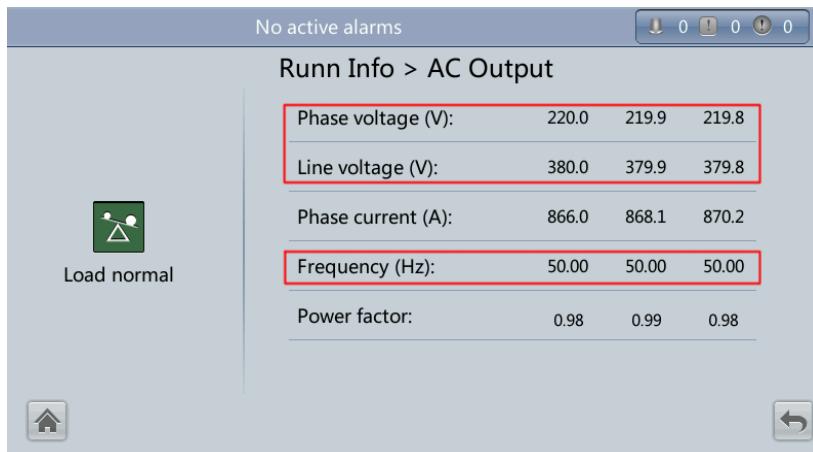 No active alarms 0 0 0
Runn Info > AC Output
Phase voltage (V): 220.0 219.9 219.8
Line voltage (V): 380.0 379.9 379.8
Phase current (A): 866.0 868.1 870.2
Frequency (Hz): 50.00 50.00 50.00
Power factor: 0.98 0.99 0.98
Load normal